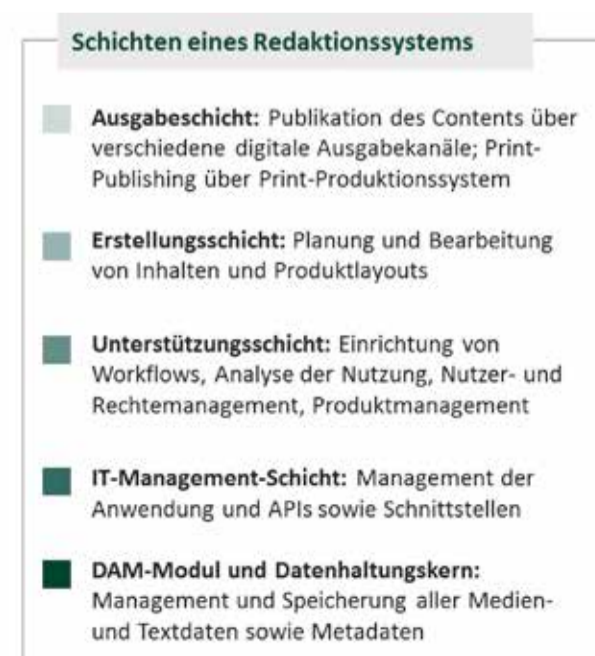 Schichten eines Redaktionssystems
Ausgabeschicht: Publikation des Contents über
verschiedene digitale Ausgabekanäle; Print-
Publishing über Print-Produktionssystem
Erstellungsschicht: Planung und Bearbeitung
von Inhalten und Produktlayouts
Unterstützungsschicht: Einrichtung von
Workflows, Analyse der Nutzung, Nutzer- und
Rechtemanagement, Produktmanagement
IT-Management-Schicht: Management der
Anwendung und APIs sowie Schnittstellen
DAM-Modul und Datenhaltungskern:
Management und Speicherung aller Medien-
und Textdaten sowie Metadaten